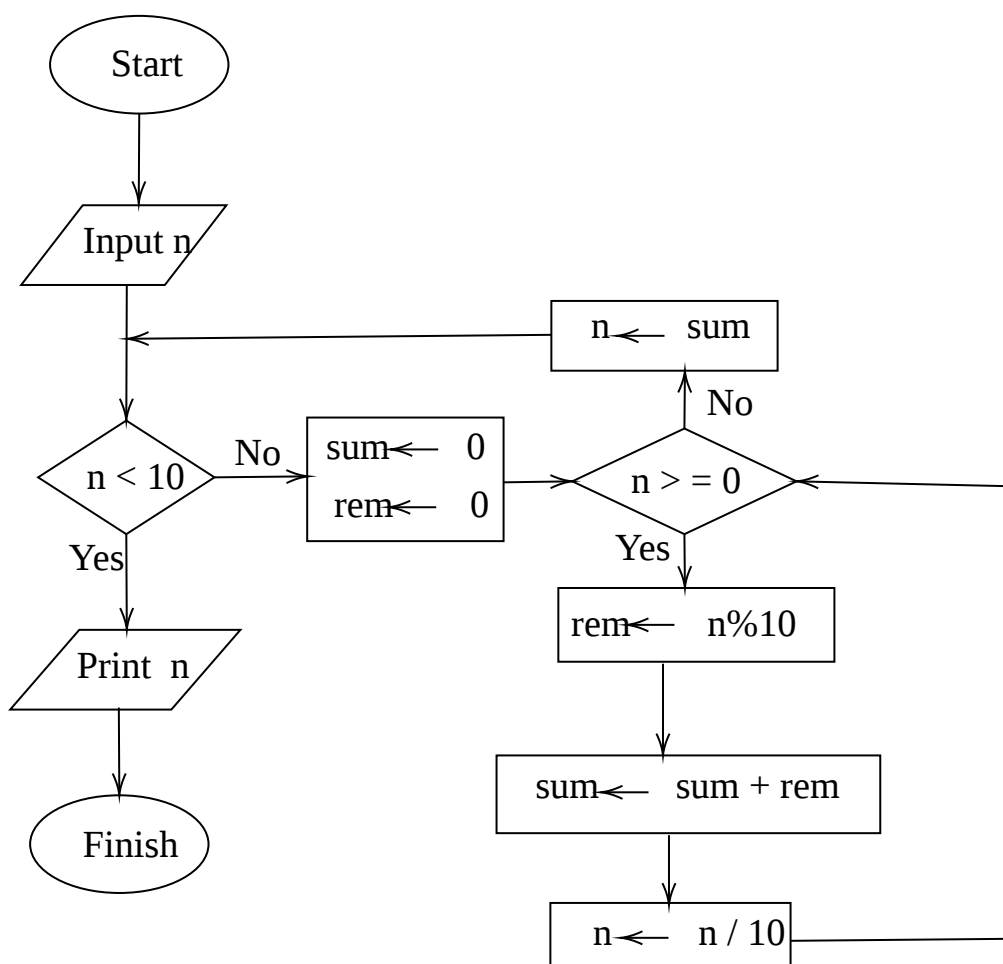 Start
Input n
n ← sum
No
No
sum ← 0
rem ← 0
n < 10
n > = 0
Yes
Yes
rem ← n%10
Print n
sum ← sum + rem
Finish
n ← n / 10